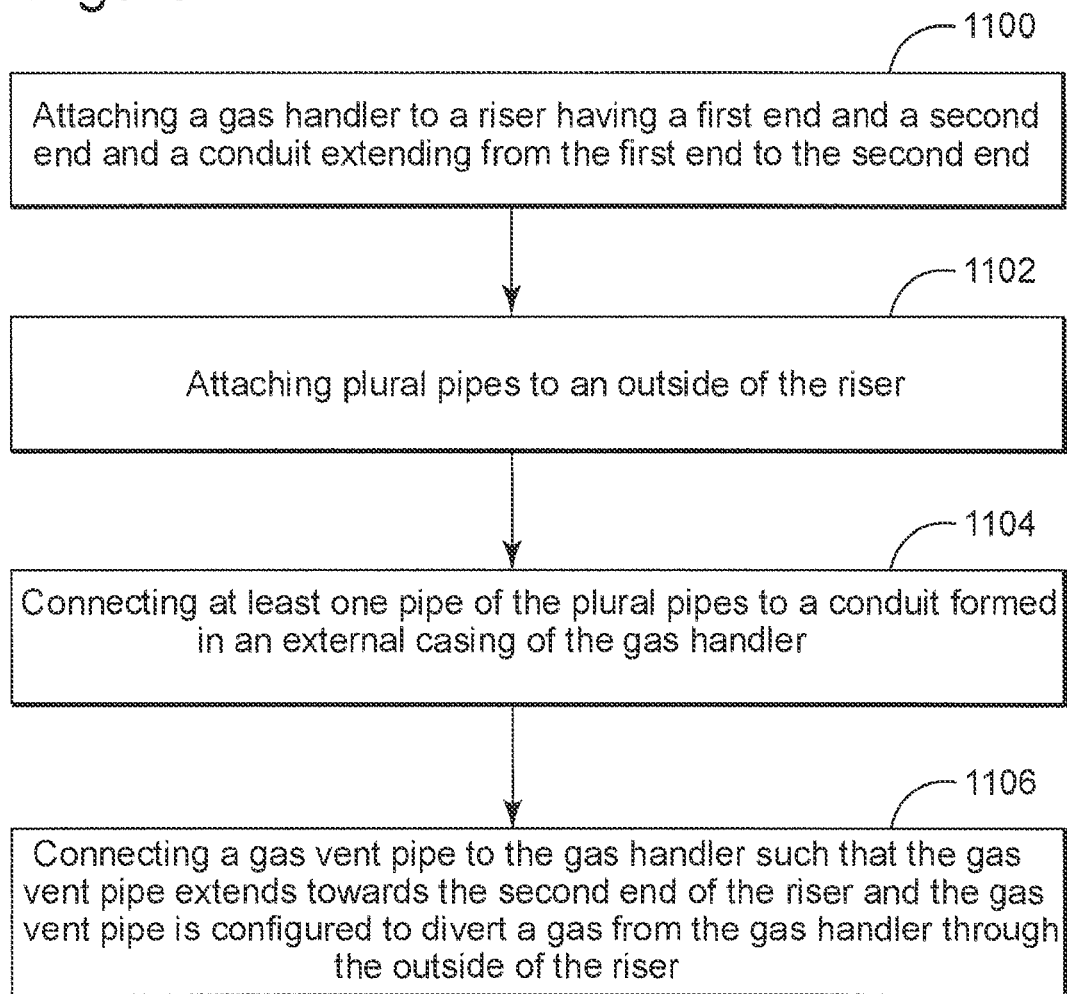 1100
Attaching a gas handler to a riser having a first end and a second
end and a conduit extending from the first end to the second end
1102
Attaching plural pipes to an outside of the riser
1104
Connecting at least one pipe of the plural pipes to a conduit formed
in an external casing of the gas handler
1106
Connecting a gas vent pipe to the gas handler such that the gas
vent pipe extends towards the second end of the riser and the gas
vent pipe is configured to divert a gas from the gas handler through
the outside of the riser